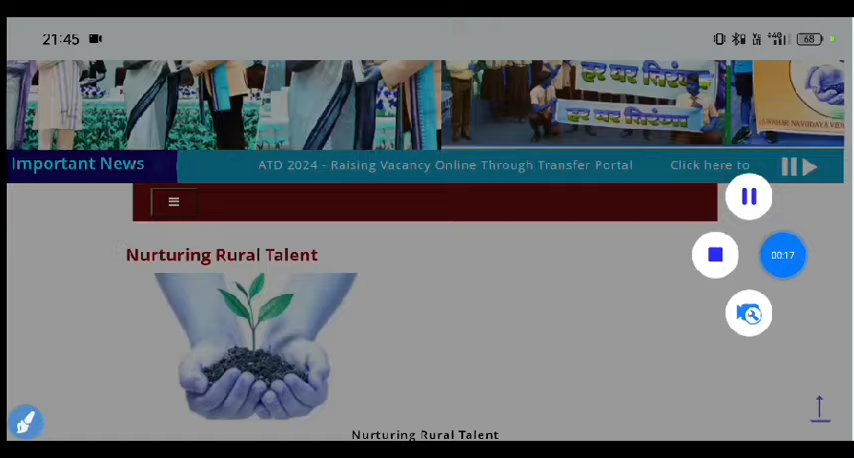 21:45
68
हर घर तिरंगा
हर घर तिरंगा
Important News
ATD 2024 - Raising Vacancy Online Through Transfer Portal
Click here to
Nurturing Rural Talent
00:17
Nurturing Rural Talent